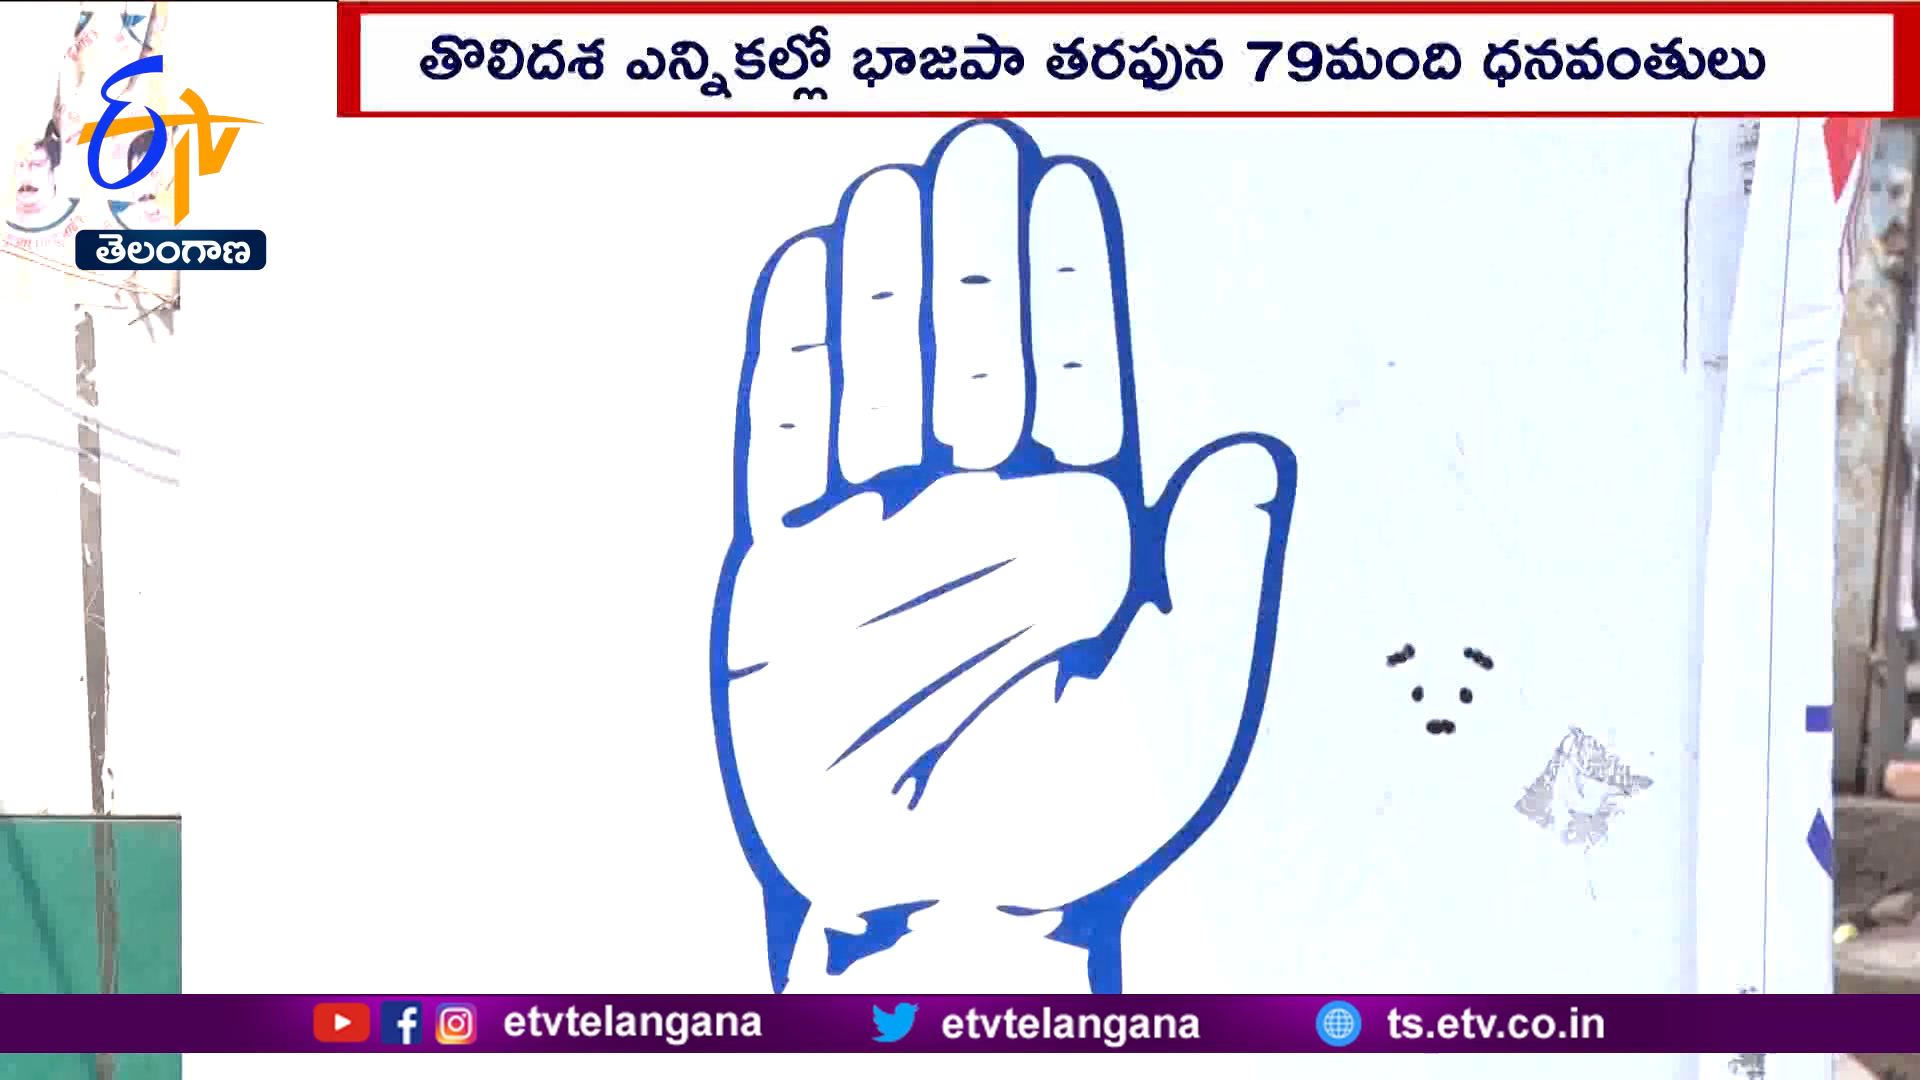 తొలిదశ ఎన్నికల్లో భాజపా తరఫున 79మంది ధనవంతులు
ETV
తెలంగాణ
etvtelangana
etvtelangana
ts.etv.co.in